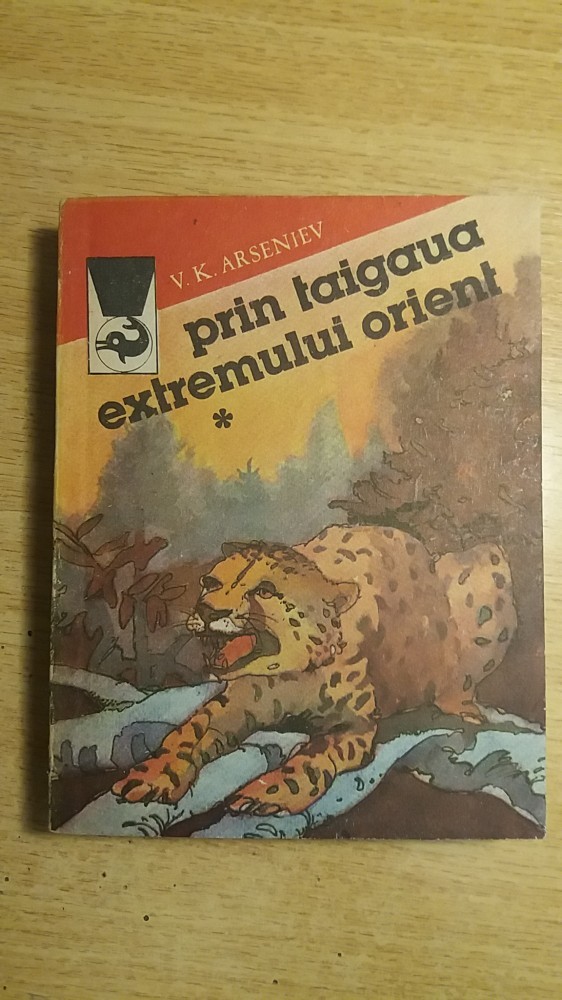 V. K. ARSENIEV
prin taigaua
extremului orient
*